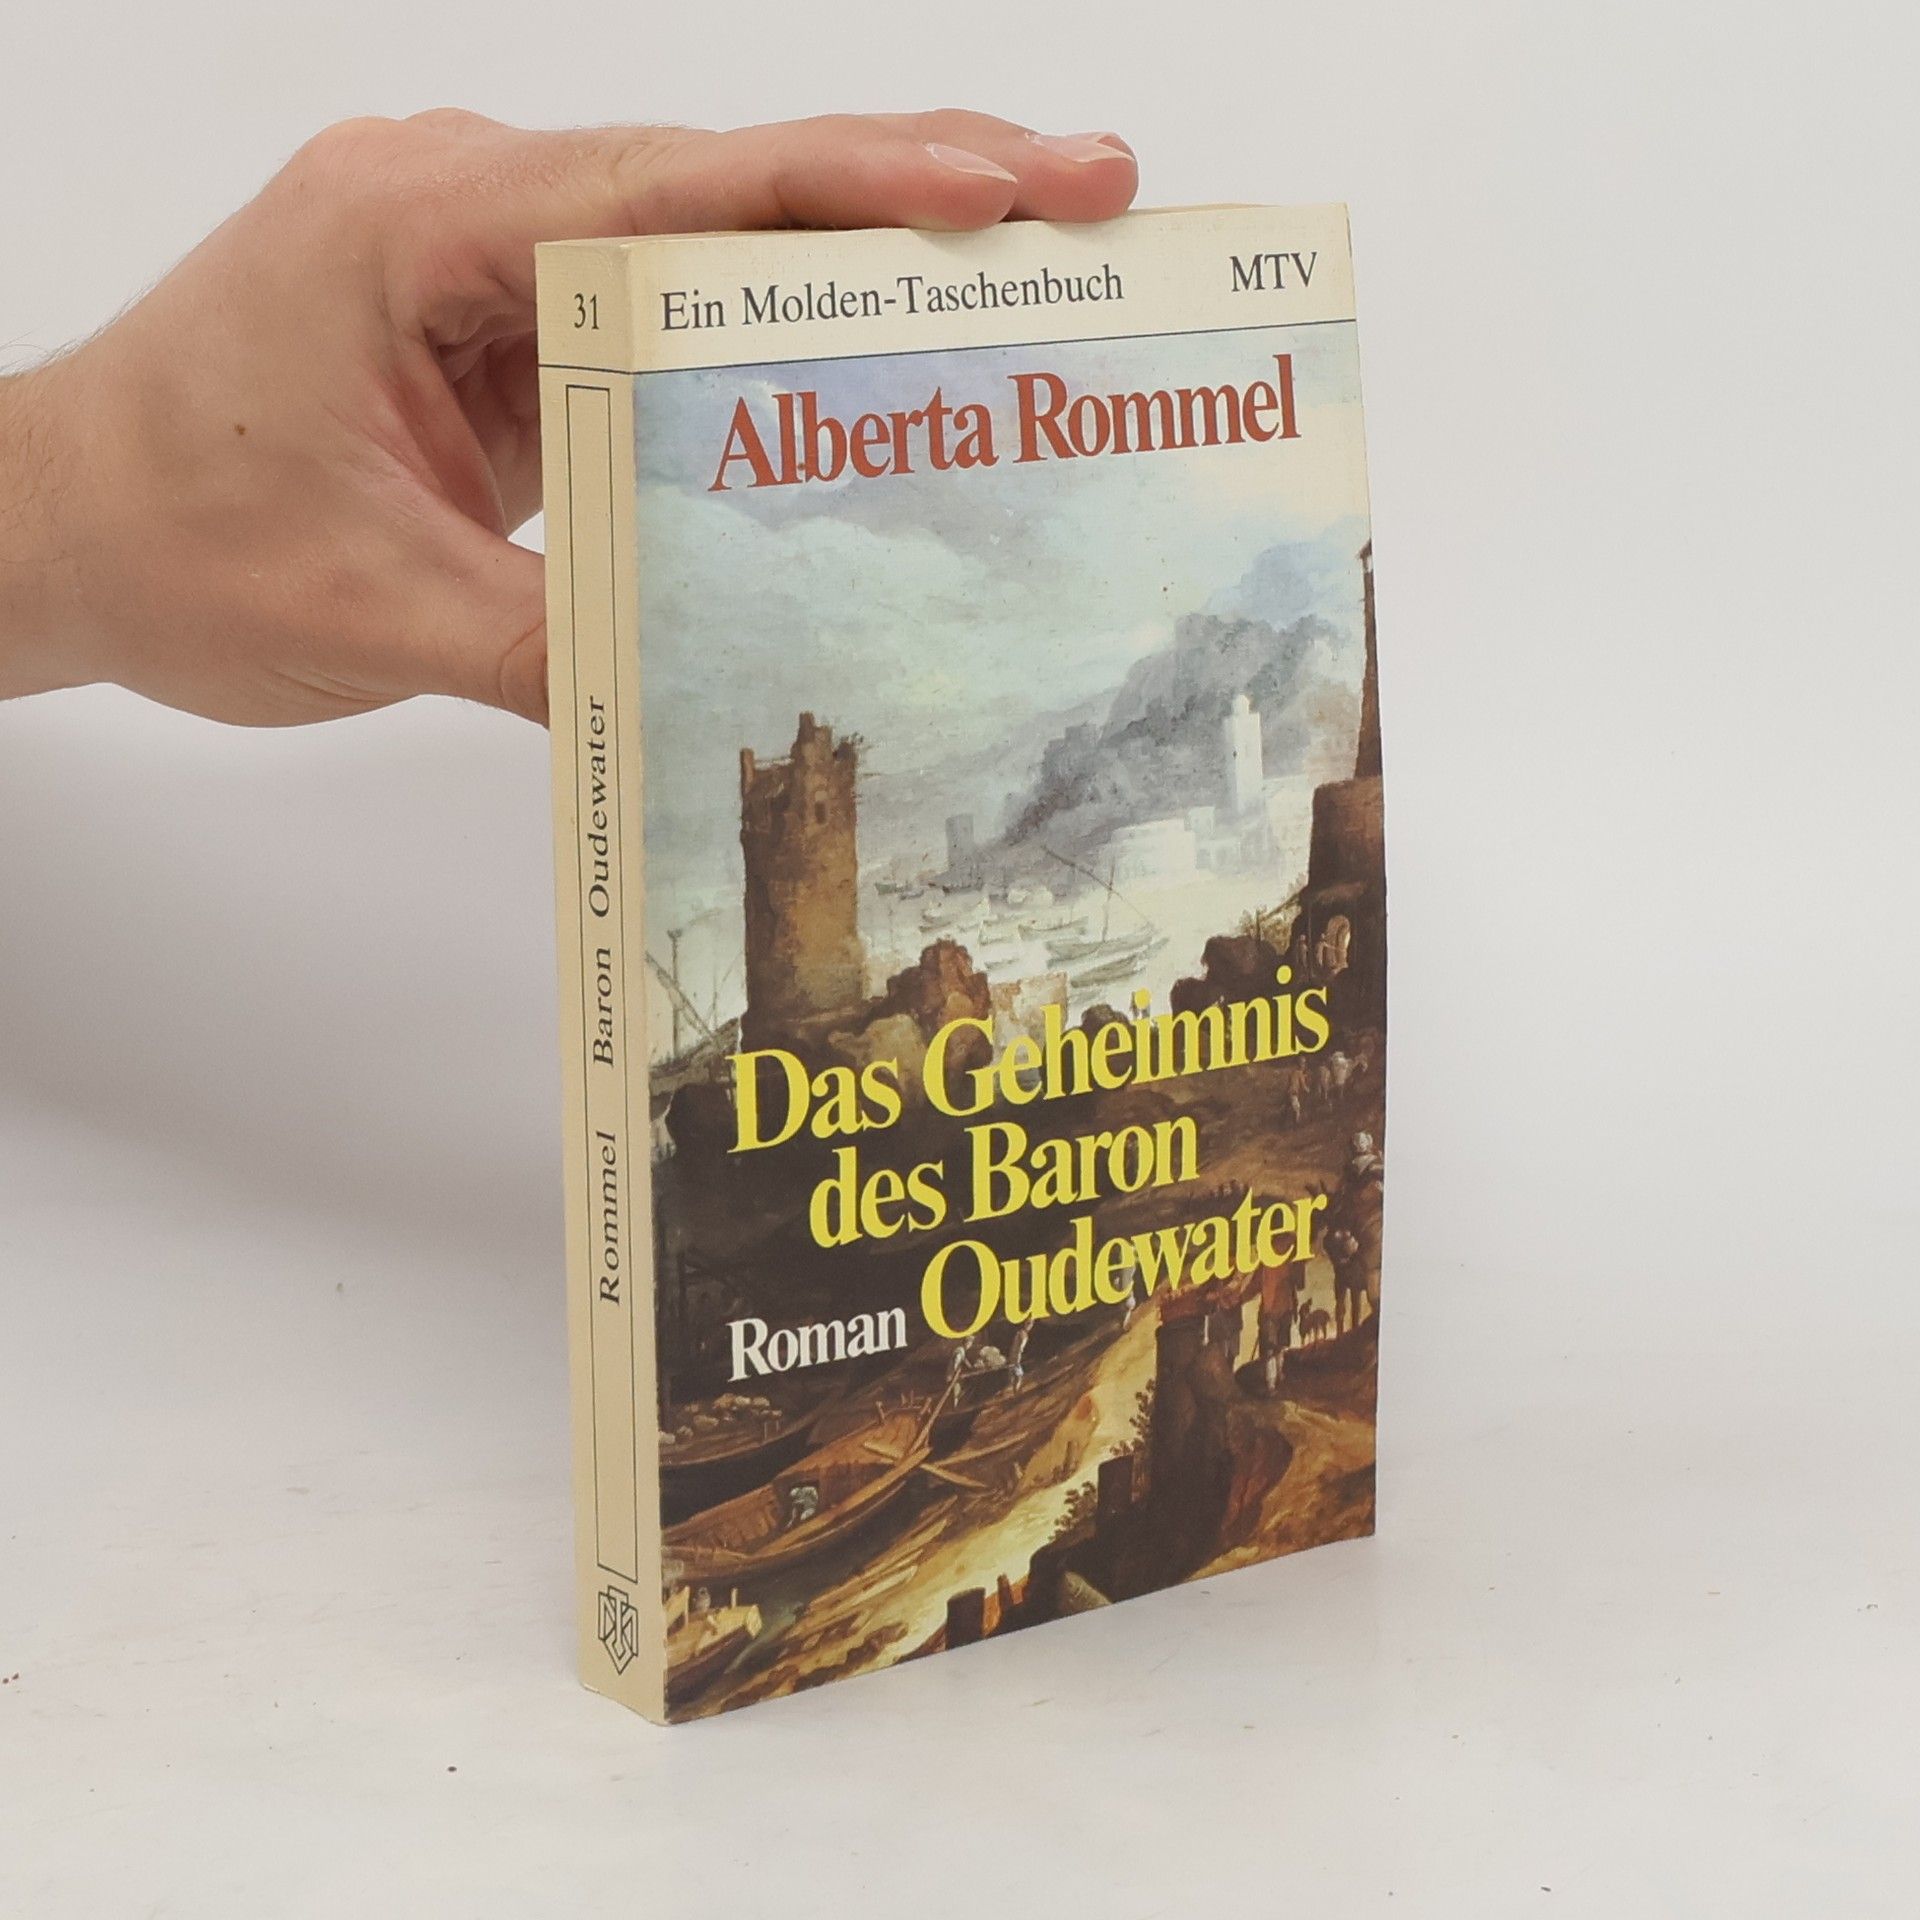 31
Ein Molden-Taschenbuch MTV
Alberta Rommel
Das Geheimnis
des Baron
Oudewater
Roman
Rommel Baron Oudewater